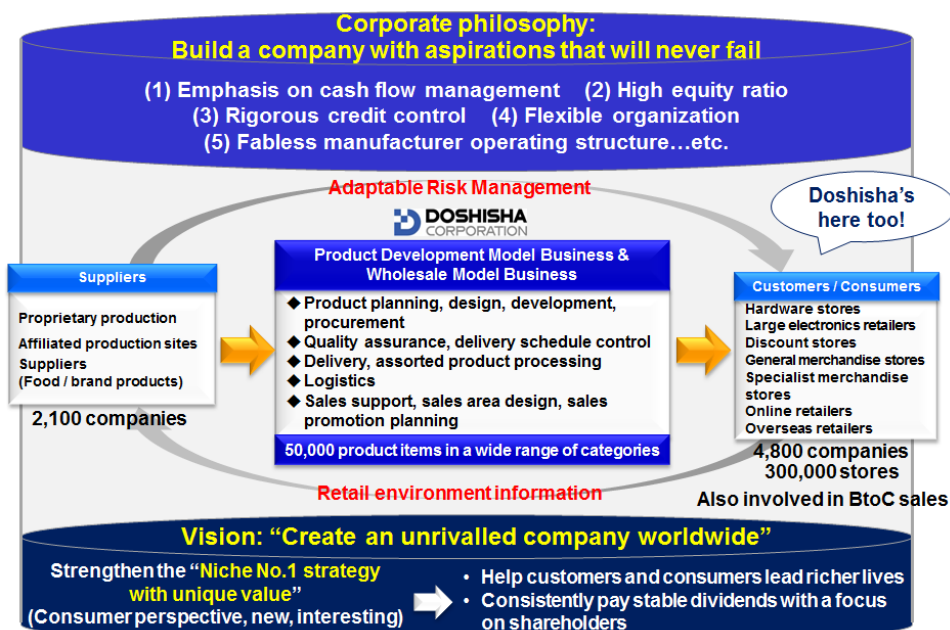 Corporate philosophy:
Build a company with aspirations that will never fail
(1) Emphasis on cash flow management (2) High equity ratio
(3) Rigorous credit control (4) Flexible organization
(5) Fabless manufacturer operating structure…etc.
Adaptable Risk Management
Doshisha's
here too!
DOSHISHA
CORPORATION
Suppliers
Proprietary production
Affiliated production sites
Suppliers
(Food / brand products)
2,100 companies
Product Development Model Business &
Wholesale Model Business
◆ Product planning, design, development,
procurement
◆ Quality assurance, delivery schedule control
◆ Delivery, assorted product processing
◆ Logistics
◆ Sales support, sales area design, sales
promotion planning
50,000 product items in a wide range of categories
Customers / Consumers
Hardware stores
Large electronics retailers
Discount stores
General merchandise stores
Specialist merchandise
stores
Online retailers
Overseas retailers
4,800 companies
300,000 stores
Also involved in BtoC sales
Retail environment information
Vision: “Create an unrivalled company worldwide”
Strengthen the “Niche No.1 strategy
with unique value”
(Consumer perspective, new, interesting)
• Help customers and consumers lead richer lives
• Consistently pay stable dividends with a focus
on shareholders